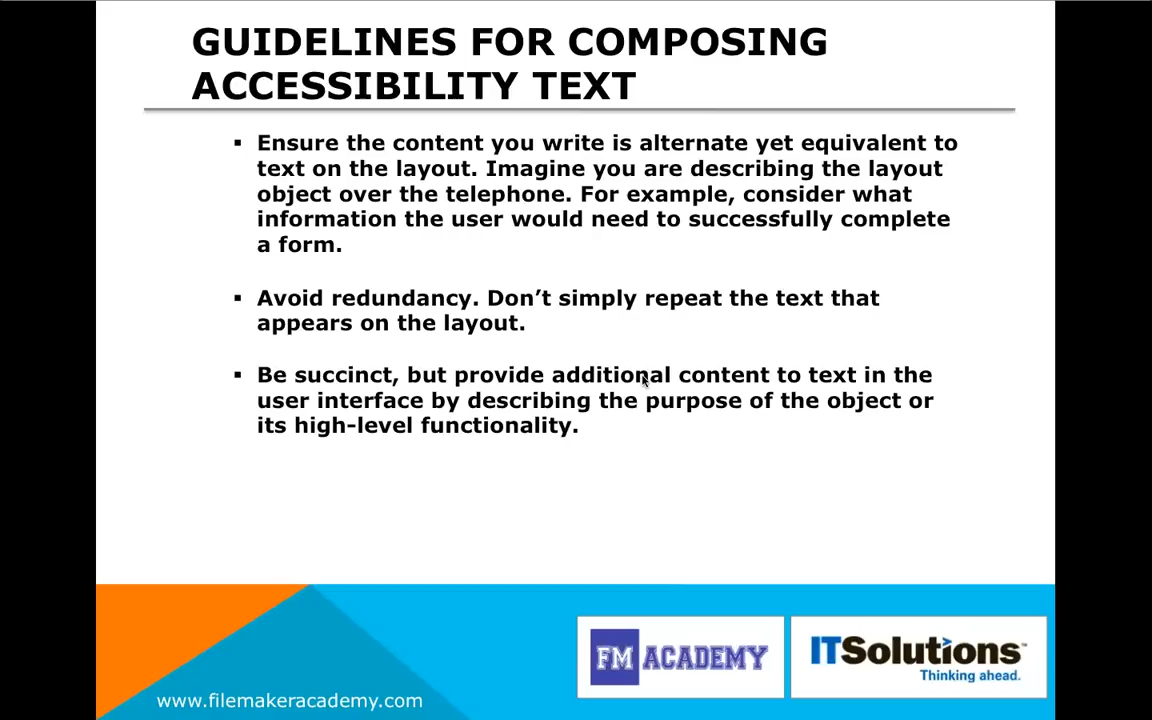 GUIDELINES FOR COMPOSING
ACCESSIBILITY TEXT
▪ Ensure the content you write is alternate yet equivalent to
text on the layout. Imagine you are describing the layout
object over the telephone. For example, consider what
information the user would need to successfully complete
a form.
▪ Avoid redundancy. Don’t simply repeat the text that
appears on the layout.
▪ Be succinct, but provide additional content to text in the
user interface by describing the purpose of the object or
its high-level functionality.
FM ACADEMY
ITSolutions™
Thinking ahead.
www.filemakeracademy.com